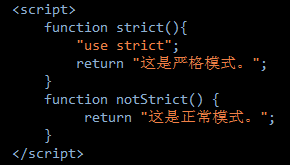 <script>
    function strict(){
        "use strict";
        return "这是严格模式。";
    }
    function notStrict() {
         return "这是正常模式。";
    }
</script>